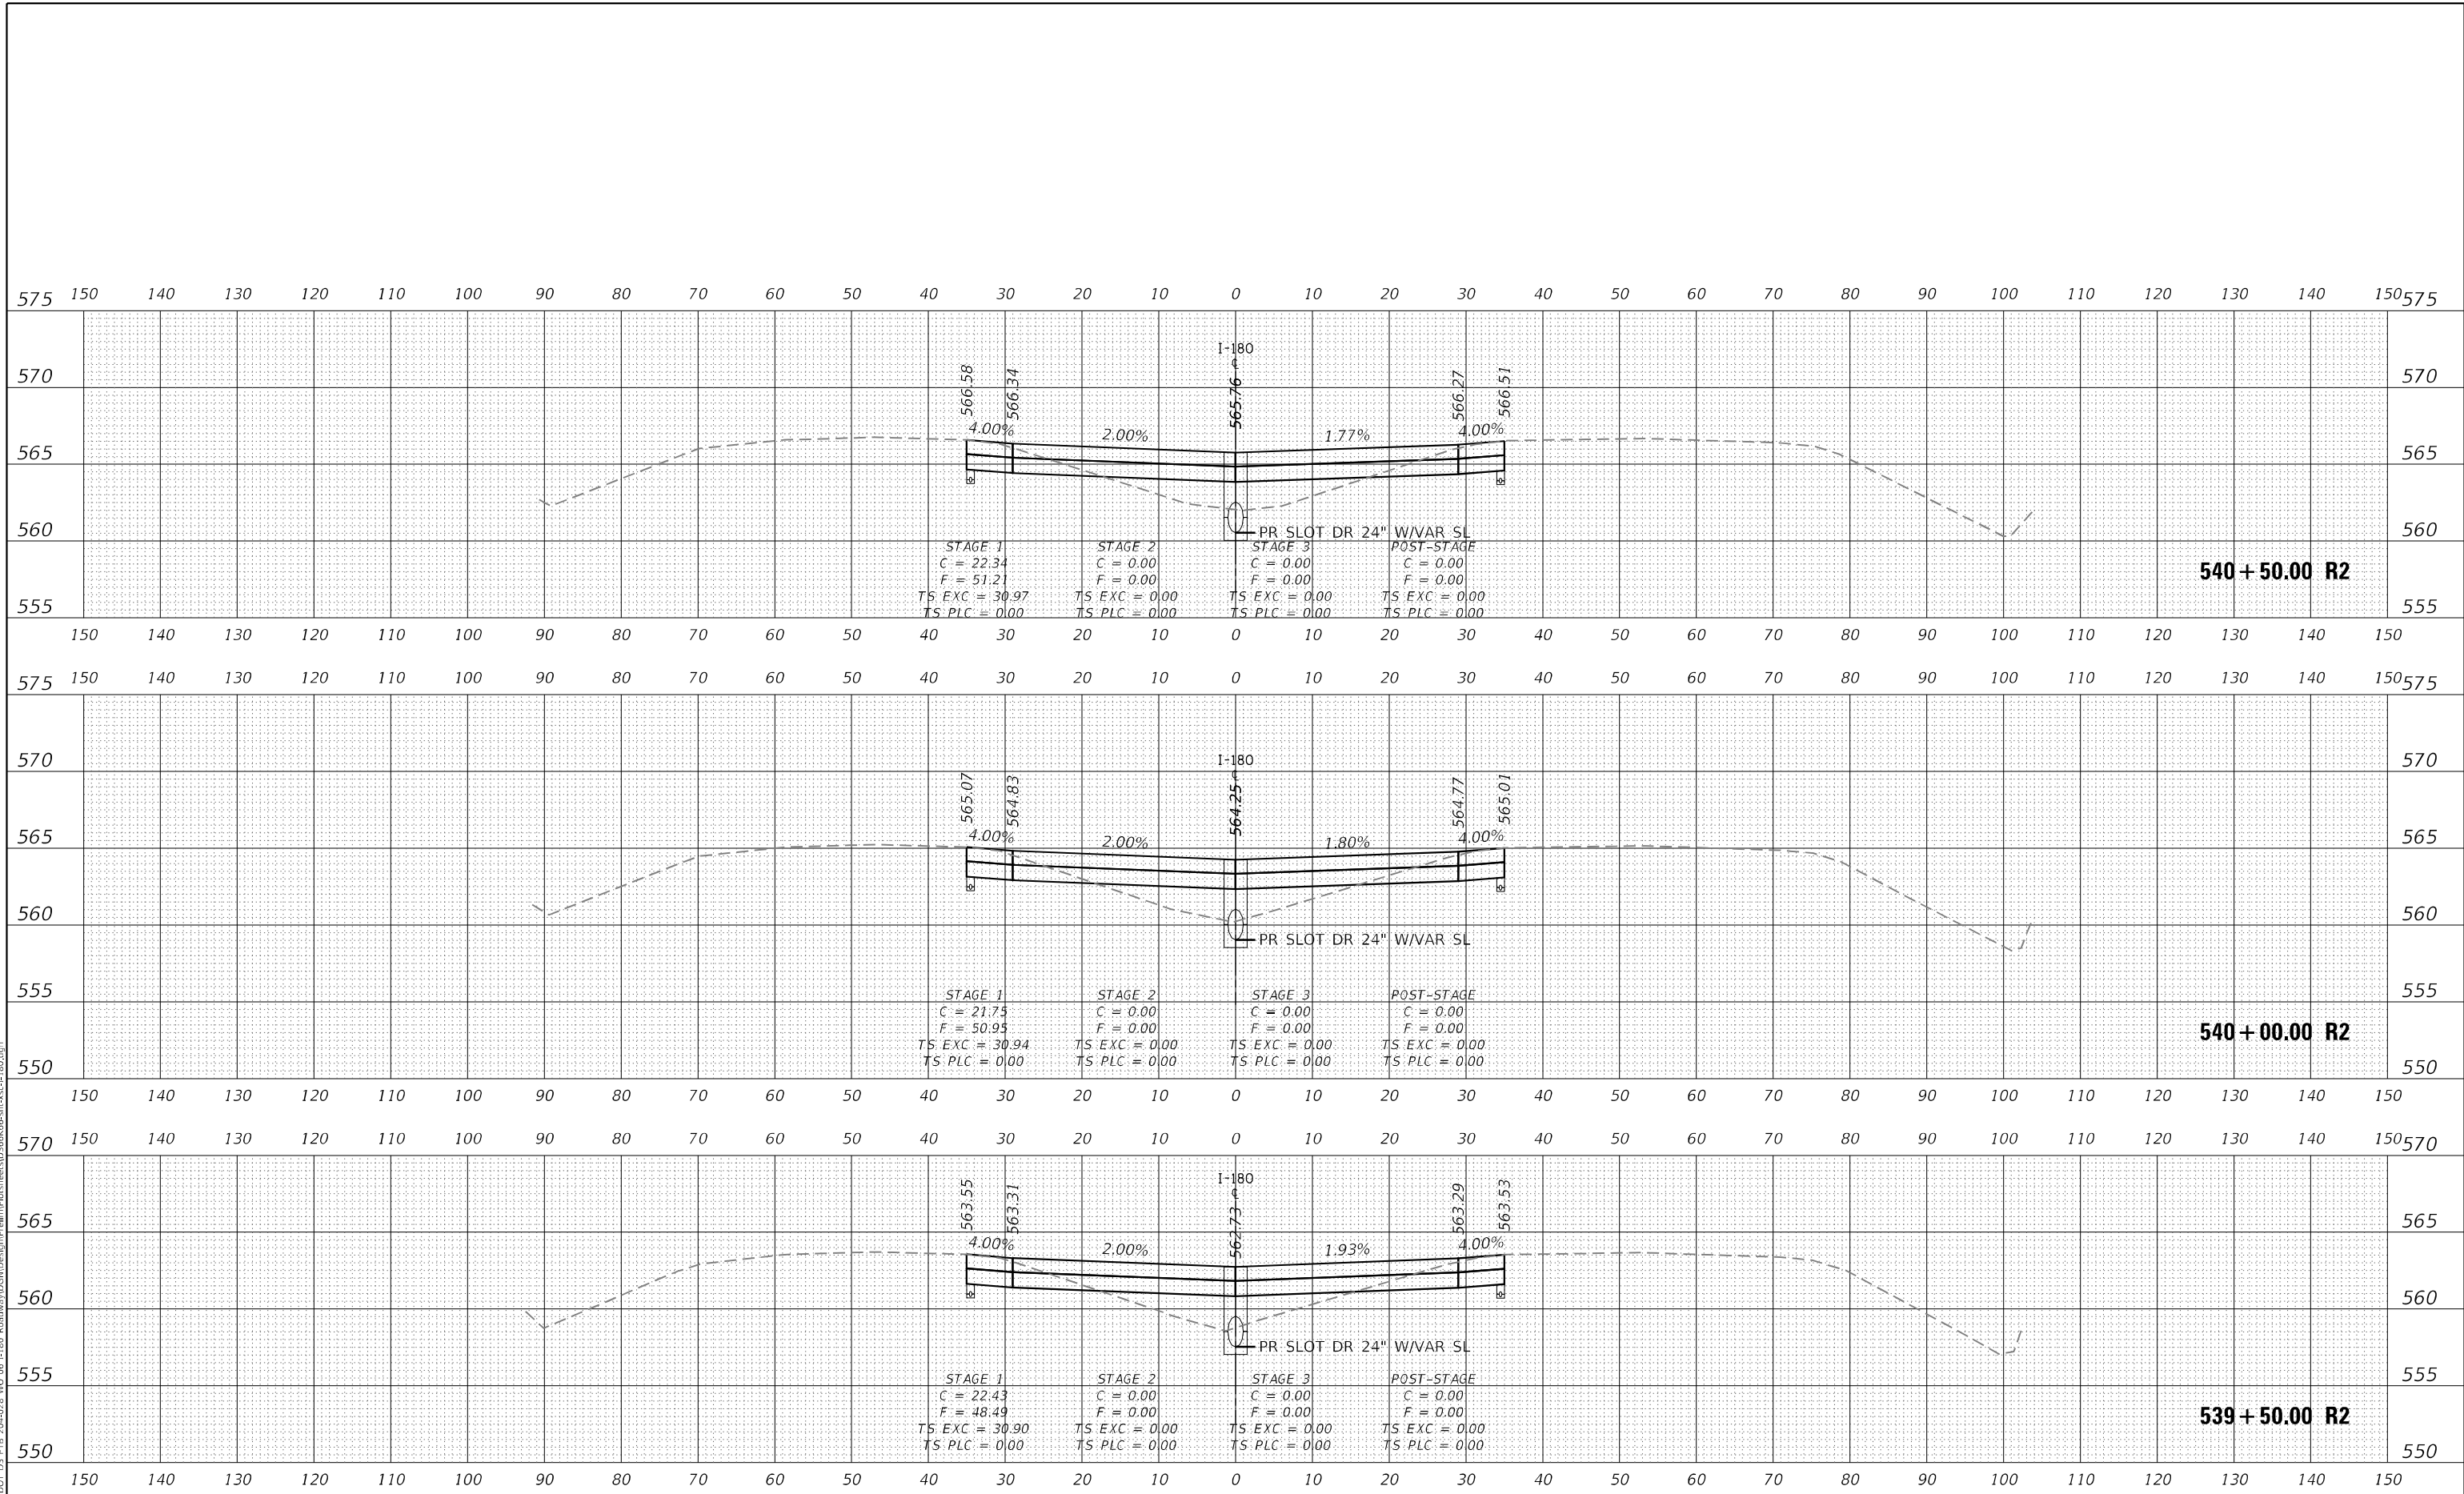 150 140 130 120 110 100 90 80 70 60 50 40 30 20 10 0 10 20 30 40 50 60 70 80 90 100 110 120 130 140 150
575 575
I-180
℄
570 570
566.58 566.34 565.76 566.27 566.51
4.00% 2.00% 1.77% 4.00%
565 565
560 560
PR SLOT DR 24" W/VAR SL
STAGE 1 STAGE 2 STAGE 3 POST-STAGE
C = 22.34 C = 0.00 C = 0.00 C = 0.00
F = 51.21 F = 0.00 F = 0.00 F = 0.00
TS EXC = 30.97 TS EXC = 0.00 TS EXC = 0.00 TS EXC = 0.00
TS PLC = 0.00 TS PLC = 0.00 TS PLC = 0.00 TS PLC = 0.00
540+50.00 R2
555 555
150 140 130 120 110 100 90 80 70 60 50 40 30 20 10 0 10 20 30 40 50 60 70 80 90 100 110 120 130 140 150
150 140 130 120 110 100 90 80 70 60 50 40 30 20 10 0 10 20 30 40 50 60 70 80 90 100 110 120 130 140 150
575 575
570 570
I-180
℄
565.07 564.83 564.25 564.77 565.01
4.00% 2.00% 1.80% 4.00%
565 565
560 560
PR SLOT DR 24" W/VAR SL
555 555
STAGE 1 STAGE 2 STAGE 3 POST-STAGE
C = 21.75 C = 0.00 C = 0.00 C = 0.00
F = 50.95 F = 0.00 F = 0.00 F = 0.00
TS EXC = 30.94 TS EXC = 0.00 TS EXC = 0.00 TS EXC = 0.00
TS PLC = 0.00 TS PLC = 0.00 TS PLC = 0.00 TS PLC = 0.00
540+00.00 R2
550 550
150 140 130 120 110 100 90 80 70 60 50 40 30 20 10 0 10 20 30 40 50 60 70 80 90 100 110 120 130 140 150
150 140 130 120 110 100 90 80 70 60 50 40 30 20 10 0 10 20 30 40 50 60 70 80 90 100 110 120 130 140 150
570 570
I-180
℄
563.55 563.31 562.73 563.29 563.53
565 565
4.00% 2.00% 1.93% 4.00%
560 560
PR SLOT DR 24" W/VAR SL
555 555
STAGE 1 STAGE 2 STAGE 3 POST-STAGE
C = 22.43 C = 0.00 C = 0.00 C = 0.00
F = 48.49 F = 0.00 F = 0.00 F = 0.00
TS EXC = 30.90 TS EXC = 0.00 TS EXC = 0.00 TS EXC = 0.00
TS PLC = 0.00 TS PLC = 0.00 TS PLC = 0.00 TS PLC = 0.00
539+50.00 R2
550 550
150 140 130 120 110 100 90 80 70 60 50 40 30 20 10 0 10 20 30 40 50 60 70 80 90 100 110 120 130 140 150